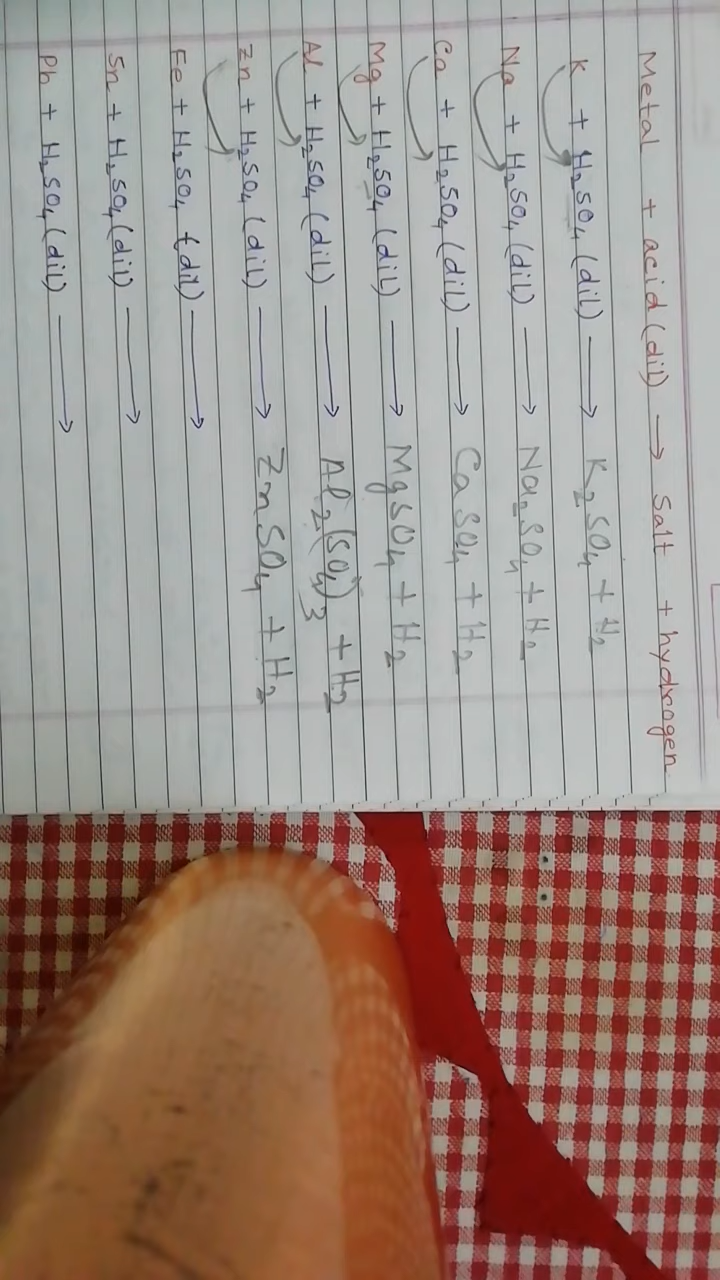 Metal + acid (dil) → Salt + hydrogen
K + H₂SO₄ (dil) → K₂SO₄ + H₂
Na + H₂SO₄ (dil) → Na₂SO₄ + H₂
Ca + H₂SO₄ (dil) → CaSO₄ + H₂
Mg + H₂SO₄ (dil) → MgSO₄ + H₂
Al + H₂SO₄ (dil) → Al₂(SO₄)₃ + H₂
Zn + H₂SO₄ (dil) → ZnSO₄ + H₂
Fe + H₂SO₄ (dil) →
Sn + H₂SO₄ (dil) →
Pb + H₂SO₄ (dil) →